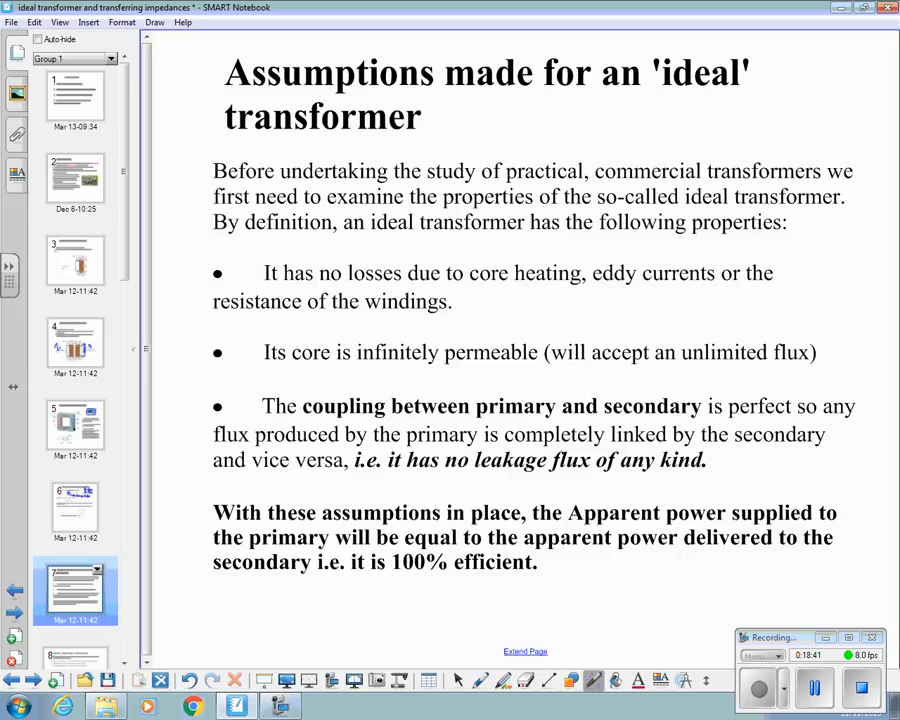 ideal transformer and transferring impedances * - SMART Notebook
File Edit View Insert Format Draw Help
Auto-hide
Group 1
1
Mar 13-09:34
2
Dec 6-10:25
3
Mar 12-11:42
4
Mar 12-11:42
5
Mar 12-11:42
6
Mar 12-11:42
7
Mar 12-11:42
8
Assumptions made for an 'ideal'
transformer
Before undertaking the study of practical, commercial transformers we
first need to examine the properties of the so-called ideal transformer.
By definition, an ideal transformer has the following properties:
• It has no losses due to core heating, eddy currents or the
resistance of the windings.
• Its core is infinitely permeable (will accept an unlimited flux)
• The coupling between primary and secondary is perfect so any
flux produced by the primary is completely linked by the secondary
and vice versa, i.e. it has no leakage flux of any kind.
With these assumptions in place, the Apparent power supplied to
the primary will be equal to the apparent power delivered to the
secondary i.e. it is 100% efficient.
Extend Page
Recording...
Menu
0:18:41
8.0 fps